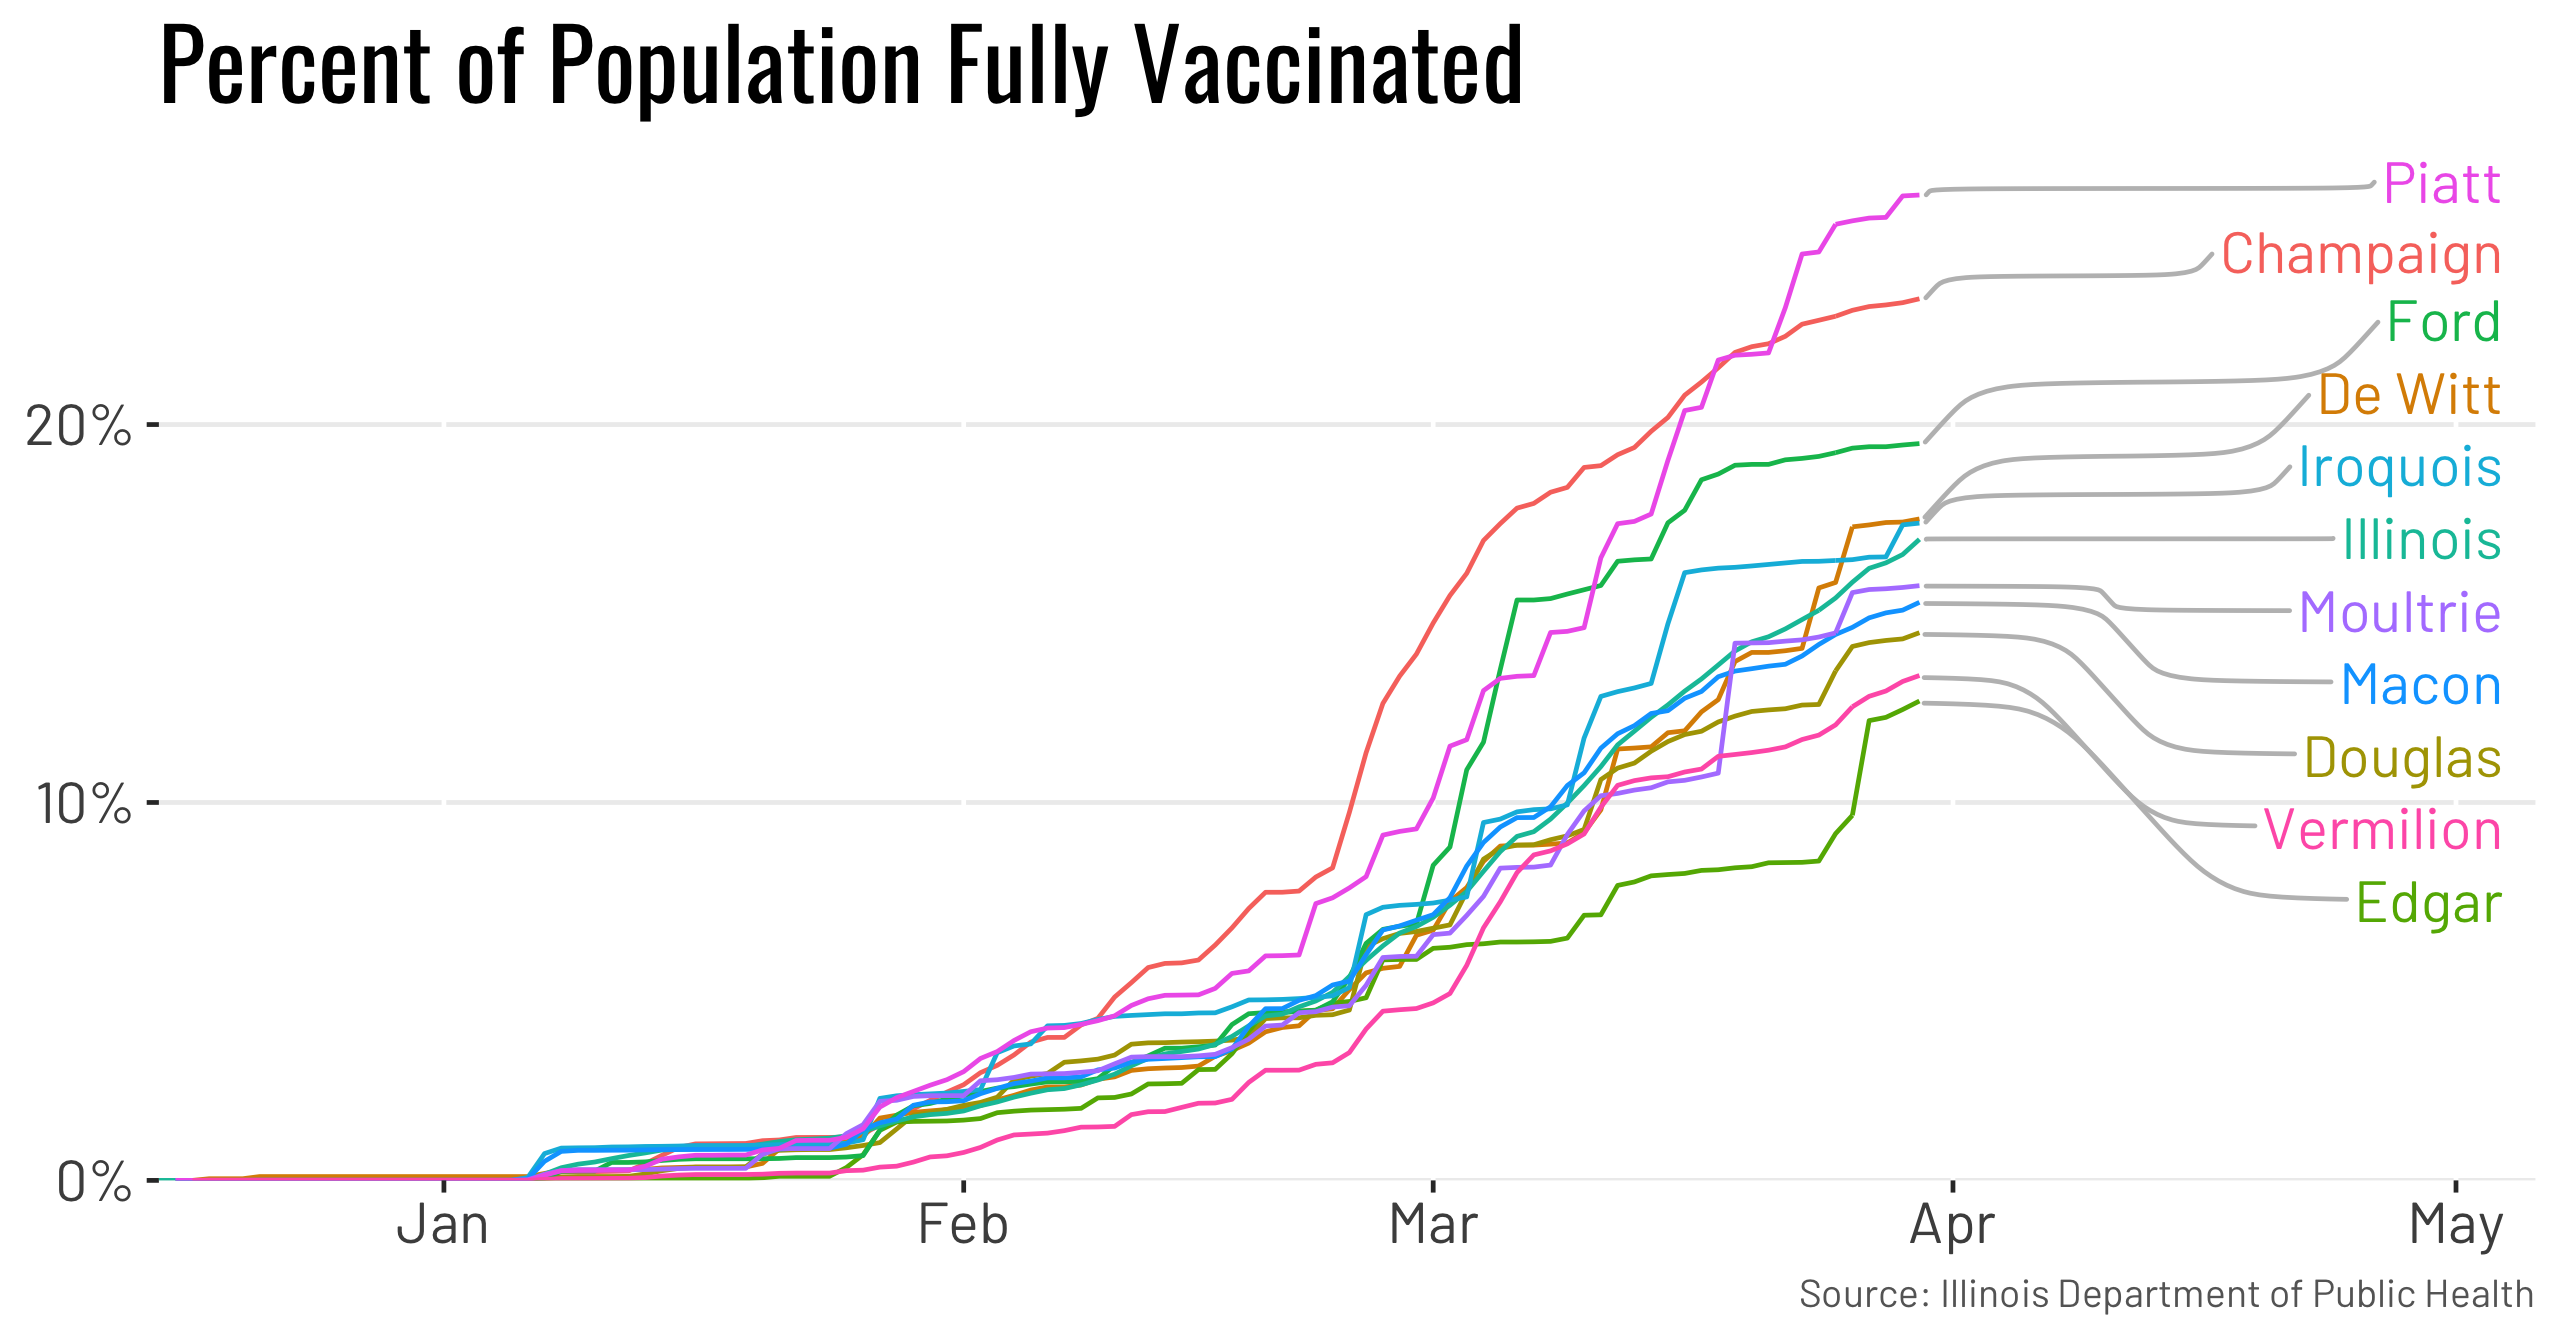 Percent of Population Fully Vaccinated
Piatt
Champaign
Ford
De Witt
20%
Iroquois
Illinois
Moultrie
Macon
Douglas
10%
Vermilion
Edgar
0%
Jan Feb Mar Apr May
Source: Illinois Department of Public Health